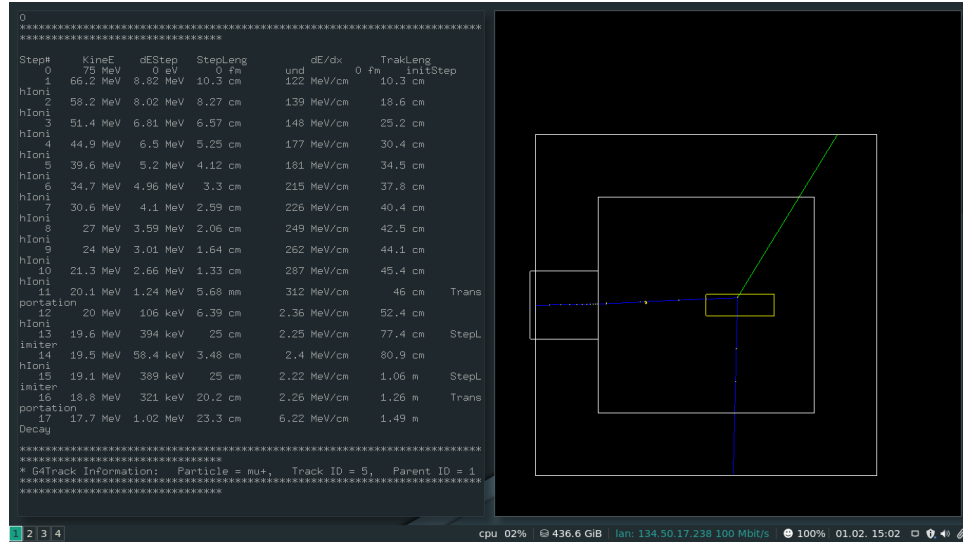 0
************************************************************************
********************************
Step# KineE dEStep StepLeng dE/dx TrakLeng
0 75 MeV 0 eV 0 fm und 0 fm initStep
1 66.2 MeV 8.82 MeV 10.3 cm 122 MeV/cm 10.3 cm
hIoni
2 58.2 MeV 8.02 MeV 8.27 cm 139 MeV/cm 18.6 cm
hIoni
3 51.4 MeV 6.81 MeV 6.57 cm 148 MeV/cm 25.2 cm
hIoni
4 44.9 MeV 6.5 MeV 5.25 cm 177 MeV/cm 30.4 cm
hIoni
5 39.6 MeV 5.2 MeV 4.12 cm 181 MeV/cm 34.5 cm
hIoni
6 34.7 MeV 4.96 MeV 3.3 cm 215 MeV/cm 37.8 cm
hIoni
7 30.6 MeV 4.1 MeV 2.59 cm 226 MeV/cm 40.4 cm
hIoni
8 27 MeV 3.59 MeV 2.06 cm 249 MeV/cm 42.5 cm
hIoni
9 24 MeV 3.01 MeV 1.64 cm 262 MeV/cm 44.1 cm
hIoni
10 21.3 MeV 2.66 MeV 1.33 cm 287 MeV/cm 45.4 cm
hIoni
11 20.1 MeV 1.24 MeV 5.68 mm 312 MeV/cm 46 cm Trans
portation
12 20 MeV 106 keV 6.39 cm 2.36 MeV/cm 52.4 cm
hIoni
13 19.6 MeV 394 keV 25 cm 2.25 MeV/cm 77.4 cm StepL
imiter
14 19.5 MeV 58.4 keV 3.48 cm 2.4 MeV/cm 80.9 cm
hIoni
15 19.1 MeV 389 keV 25 cm 2.22 MeV/cm 1.06 m StepL
imiter
16 18.8 MeV 321 keV 20.2 cm 2.26 MeV/cm 1.26 m Trans
portation
17 17.7 MeV 1.02 MeV 23.3 cm 6.22 MeV/cm 1.49 m
Decay
************************************************************************
********************************
* G4Track Information: Particle = mu+, Track ID = 5, Parent ID = 1
************************************************************************
********************************
1 2 3 4 cpu 02% 436.6 GiB lan: 134.50.17.238 100 Mbit/s 100% 01.02. 15:02